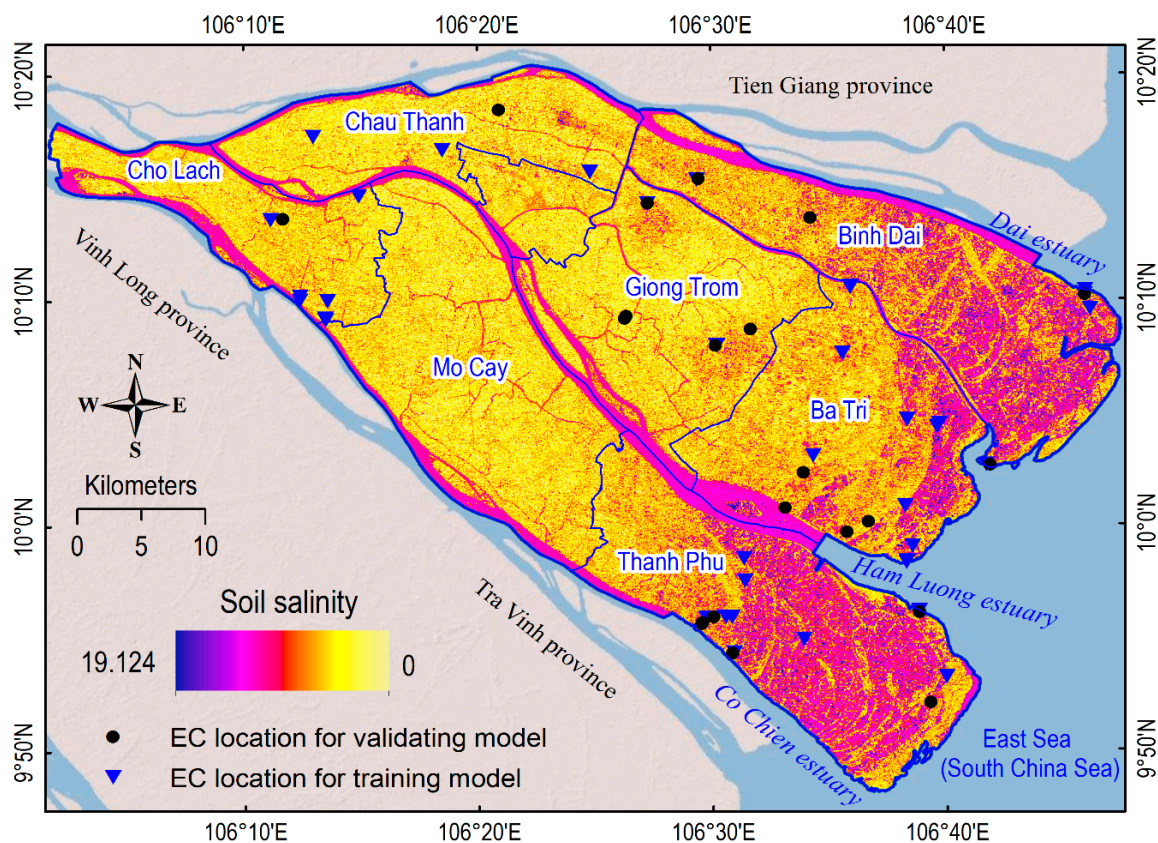 106°10'E
106°20'E
106°30'E
106°40'E
10°20'N
10°20'N
Tien Giang province
Chau Thanh
Cho Lach
Dai estuary
Binh Dai
Vinh Long province
Giong Trom
10°10'N
10°10'N
Mo Cay
N
W
E
S
Ba Tri
Kilometers
0
5
10
10°0'N
10°0'N
Thanh Phu
Ham Luong estuary
Soil salinity
Tra Vinh province
19.124
0
Co Chien estuary
EC location for validating model
East Sea
(South China Sea)
EC location for training model
9°50'N
9°50'N
106°10'E
106°20'E
106°30'E
106°40'E